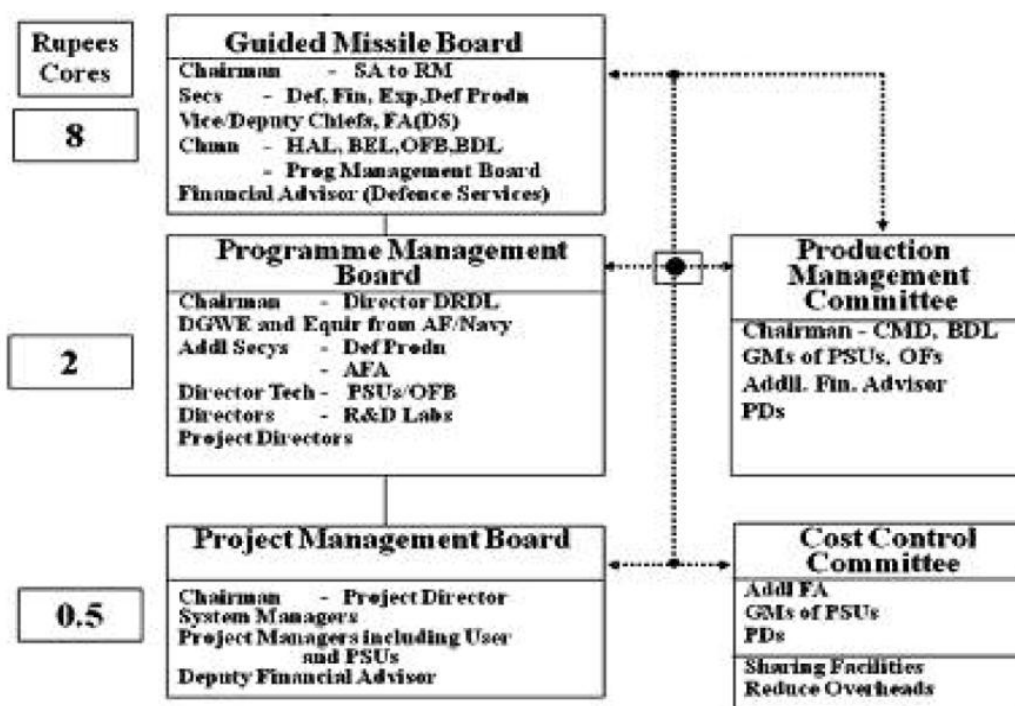 Rupees
Cores
8
2
0.5
Guided Missile Board
Chairman - SA to RM
Secs - Def, Fin, Exp,Def Prodn
Vice/Deputy Chiefs, FA(DS)
Chmn - HAL, BEL,OFB,BDL
- Prog Management Board
Financial Advisor (Defence Services)
Programme Management
Board
Chairman - Director DRDL
DGWE and Equir from AF/Navy
Addl Secys - Def Prodn
- AFA
Director Tech - PSUs/OFB
Directors - R&D Labs
Project Directors
Project Management Board
Chairman - Project Director
System Managers
Project Managers including User
and PSUs
Deputy Financial Advisor
Production
Management
Committee
Chairman - CMD, BDL
GMs of PSUs, OFs
Addll. Fin. Advisor
PDs
Cost Control
Committee
Addl FA
GMs of PSUs
PDs
Sharing Facilities
Reduce Overheads